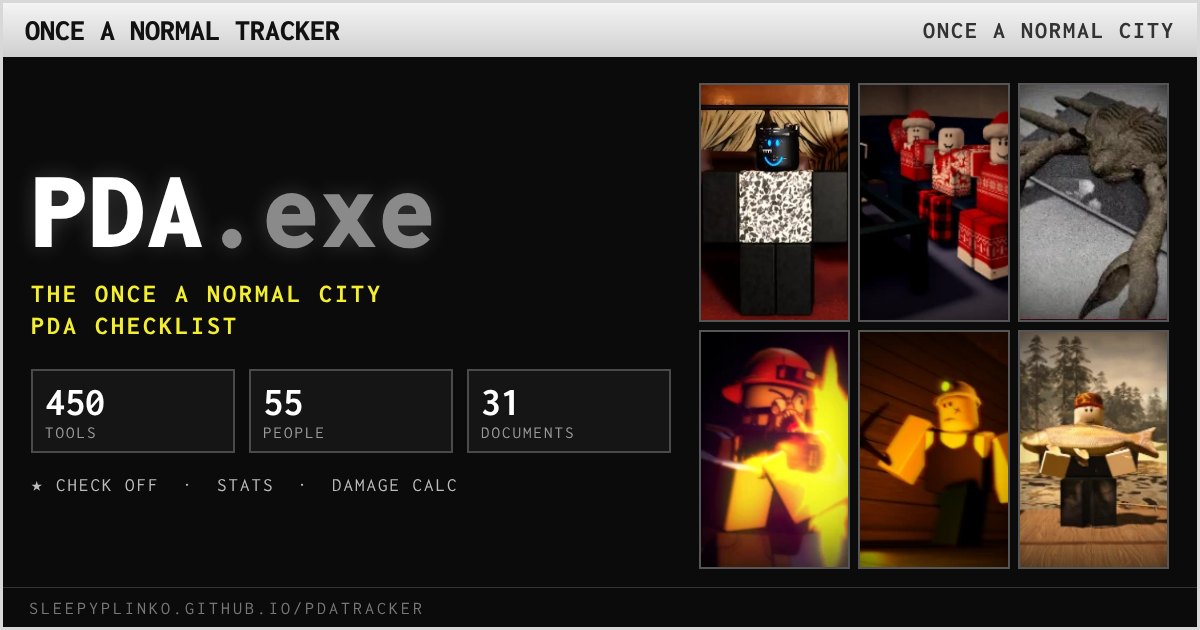 ONCE A NORMAL TRACKER
ONCE A NORMAL CITY
PDA.exe
THE ONCE A NORMAL CITY
PDA CHECKLIST
450
TOOLS
55
PEOPLE
31
DOCUMENTS
★ CHECK OFF · STATS · DAMAGE CALC
SLEEPYPLINKO.GITHUB.IO/PDATRACKER